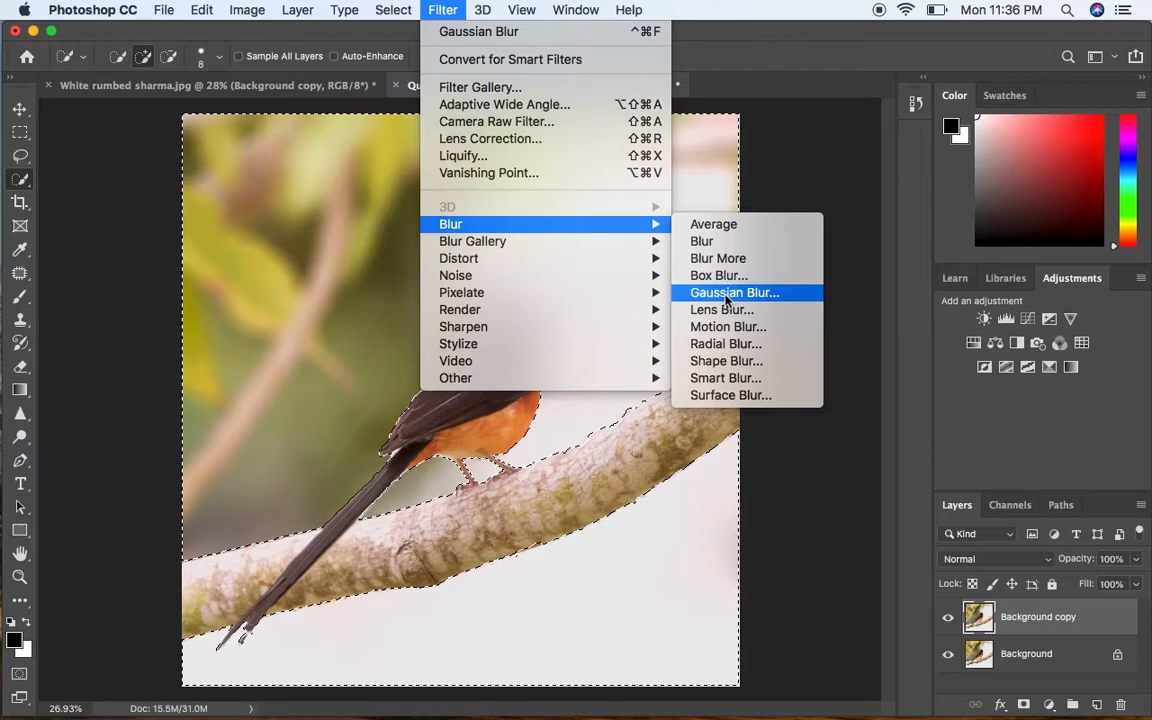 Photoshop CC File Edit Image Layer Type Select Filter 3D View Window Help Mon 11:36 PM
Gaussian Blur ^⌘F
8 Sample All Layers Auto-Enhance
Convert for Smart Filters
White rumbed sharma.jpg @ 28% (Background copy, RGB/8*) *
Filter Gallery...
Adaptive Wide Angle... ⌥⇧⌘A
Camera Raw Filter... ⇧⌘A
Lens Correction... ⇧⌘R
Liquify... ⇧⌘X
Vanishing Point... ⌥⌘V
3D
Blur
Blur Gallery
Distort
Noise
Pixelate
Render
Sharpen
Stylize
Video
Other
Average
Blur
Blur More
Box Blur...
Gaussian Blur...
Lens Blur...
Motion Blur...
Radial Blur...
Shape Blur...
Smart Blur...
Surface Blur...
Color Swatches
Learn Libraries Adjustments
Add an adjustment
Layers Channels Paths
Kind
Normal Opacity: 100%
Lock: Fill: 100%
Background copy
Background
26.93% Doc: 15.5M/31.0M